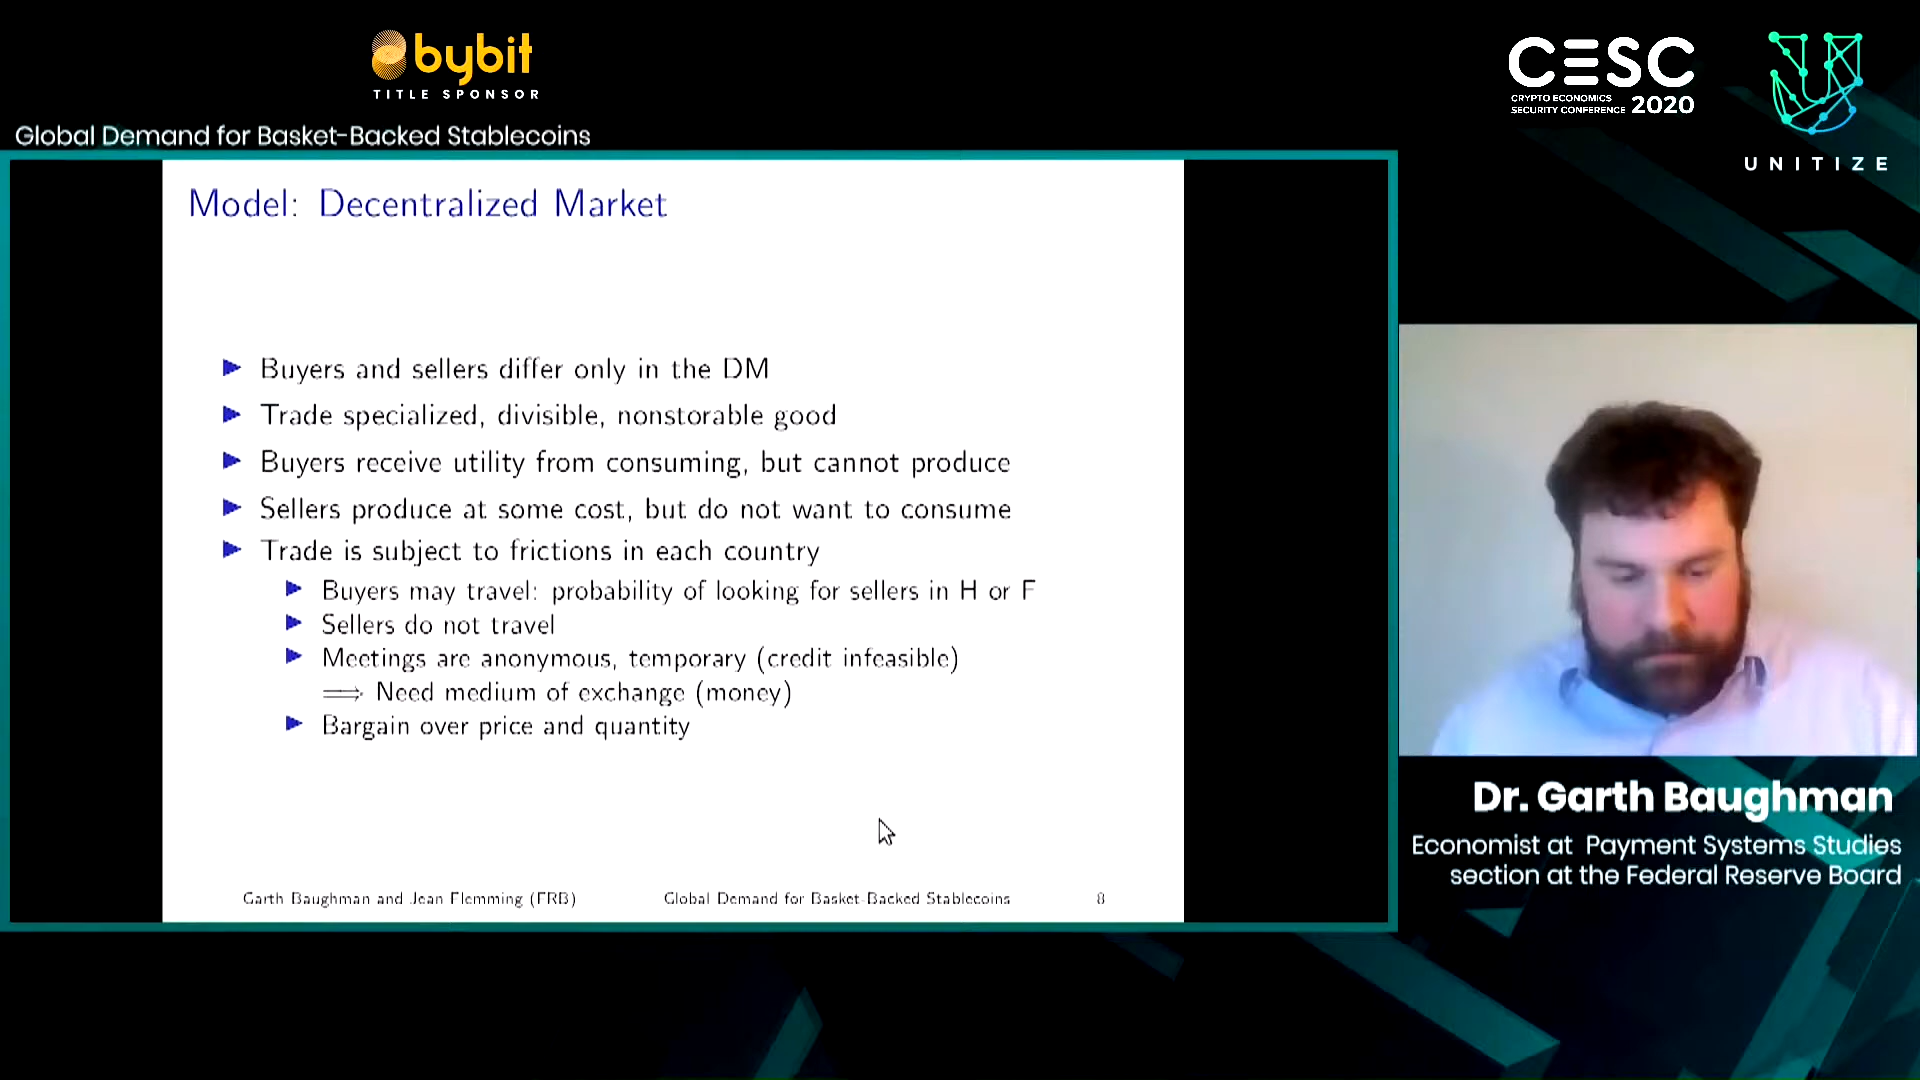 bybit
TITLE SPONSOR
CESC
CRYPTO ECONOMICS
SECURITY CONFERENCE 2020
UNITIZE
Global Demand for Basket-Backed Stablecoins
Model: Decentralized Market
Buyers and sellers differ only in the DM
Trade specialized, divisible, nonstorable good
Buyers receive utility from consuming, but cannot produce
Sellers produce at some cost, but do not want to consume
Trade is subject to frictions in each country
Buyers may travel: probability of looking for sellers in H or F
Sellers do not travel
Meetings are anonymous, temporary (credit infeasible)
⟹ Need medium of exchange (money)
Bargain over price and quantity
Garth Baughman and Jean Flemming (FRB) Global Demand for Basket-Backed Stablecoins 8
Dr. Garth Baughman
Economist at Payment Systems Studies
section at the Federal Reserve Board